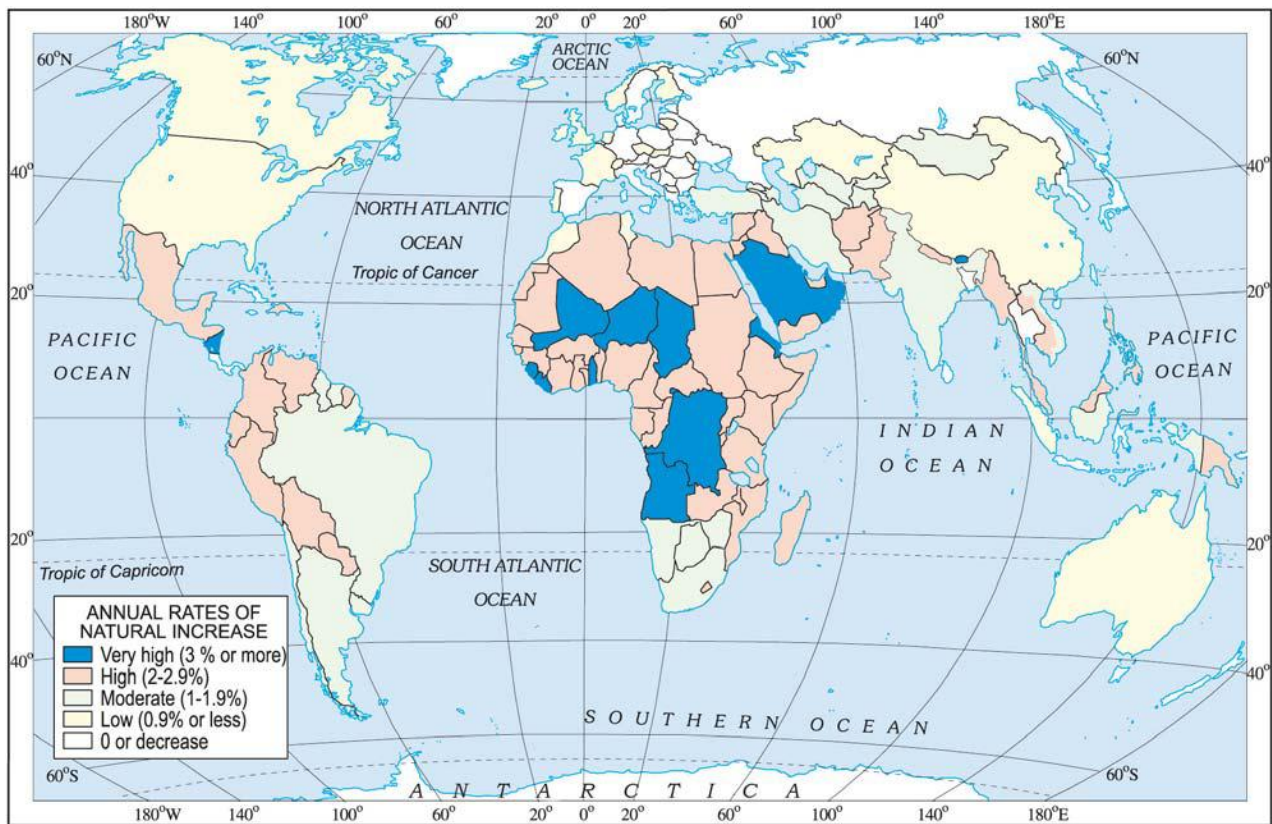 180°W 140° 100° 60° 20° 0° 20° 60° 100° 140° 180°E
60°N
ARCTIC
OCEAN
60°N
40°
40°
NORTH ATLANTIC
OCEAN
Tropic of Cancer
20°
20°
PACIFIC
OCEAN
PACIFIC
OCEAN
INDIAN
OCEAN
20°
20°
Tropic of Capricorn
SOUTH ATLANTIC
OCEAN
ANNUAL RATES OF
NATURAL INCREASE
Very high (3 % or more)
High (2-2.9%)
Moderate (1-1.9%)
Low (0.9% or less)
0 or decrease
40°
40°
SOUTHERN OCEAN
60°S
60°S
ANTARCTICA
180°W 140° 100° 60° 20° 0° 20° 60° 100° 140° 180°E